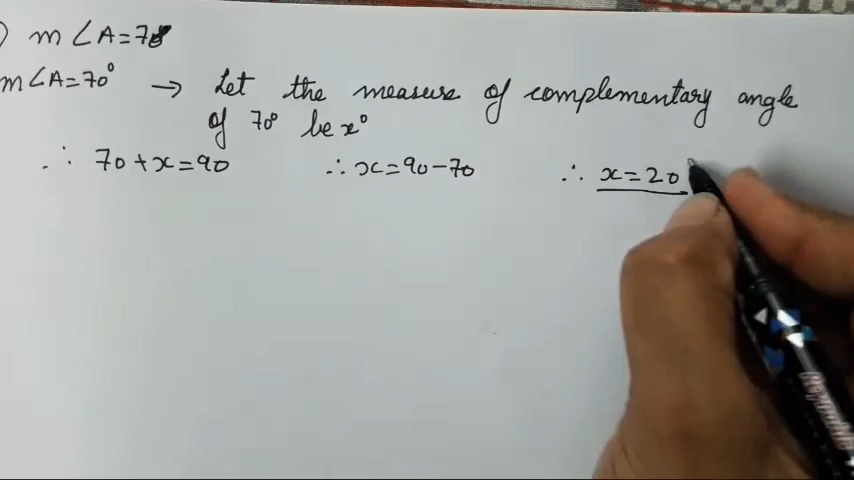 ) m∠A=70
m∠A=70° → Let the measure of complementary angle
of 70° be x°
∴ 70+x=90 ∴ x=90-70 ∴ x=20